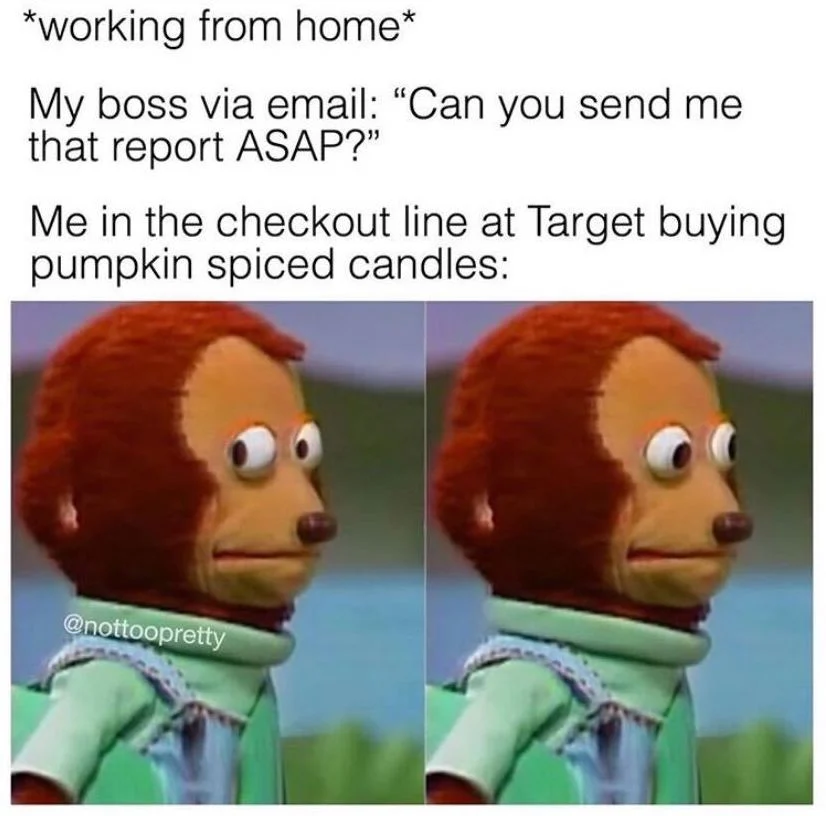 *working from home*
My boss via email: “Can you send me
that report ASAP?”
Me in the checkout line at Target buying
pumpkin spiced candles:
@nottoopretty